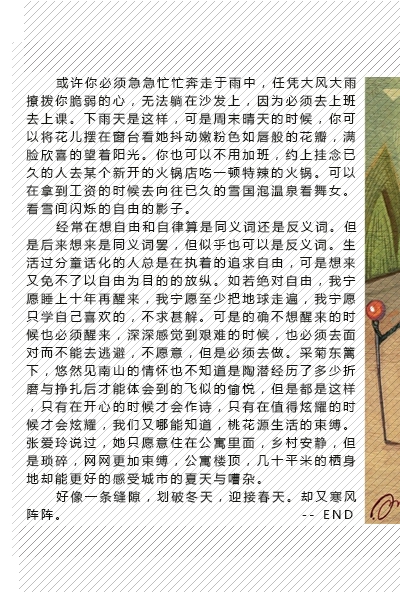 或许你必须急急忙忙奔走于雨中，任凭大风大雨
撩拨你脆弱的心，无法躺在沙发上，因为必须去上班
去上课。下雨天是这样，可是周末晴天的时候，你可
以将花儿摆在窗台看她抖动嫩粉色如唇般的花瓣，满
脸欣喜的望着阳光。你也可以不用加班，约上挂念已
久的人去某个新开的火锅店吃一顿特辣的火锅。可以
在拿到工资的时候去向往已久的雪国泡温泉看舞女。
看雪间闪烁的自由的影子。
经常在想自由和自律算是同义词还是反义词。但
是后来想来是同义词罢，但似乎也可以是反义词。生
活过分童话化的人总是在执着的追求自由，可是想来
又免不了以自由为目的的放纵。如若绝对自由，我宁
愿睡上十年再醒来，我宁愿至少把地球走遍，我宁愿
只学自己喜欢的，不求甚解。可是的确不想醒来的时
候也必须醒来，深深感觉到艰难的时候，也必须去面
对而不能去逃避，不愿意，但是必须去做。采菊东篱
下，悠然见南山的情怀也不知道是陶潜经历了多少折
磨与挣扎后才能体会到的飞似的愉悦，但是都是这样
，只有在开心的时候才会作诗，只有在值得炫耀的时
候才会炫耀，我们又哪能知道，桃花源生活的束缚。
张爱玲说过，她只愿意住在公寓里面，乡村安静，但
是琐碎，网网更加束缚，公寓楼顶，几十平米的栖身
地却能更好的感受城市的夏天与嘈杂。
好像一条缝隙，划破冬天，迎接春天。却又寒风
阵阵。 -- END